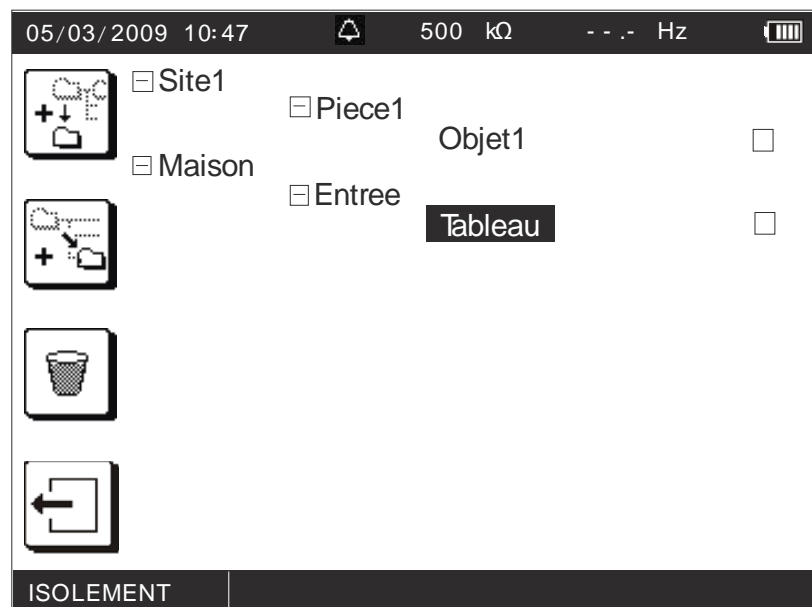 05/03/2009 10:47 500 kΩ - - .- Hz
Site1
Piece1
Objet1
Maison
Entree
Tableau
ISOLEMENT